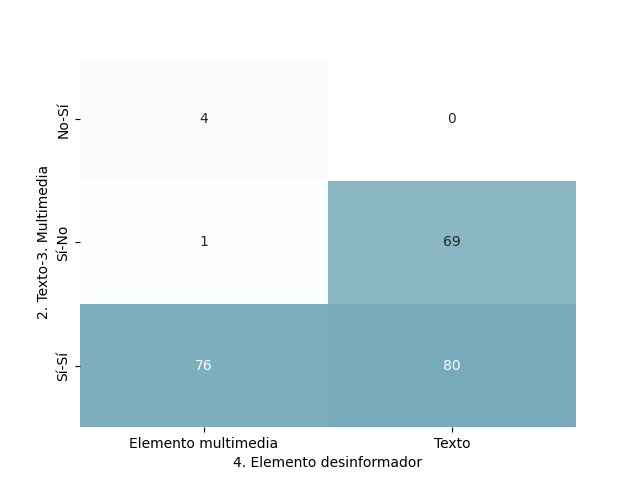 2. Texto-3. Multimedia
No-Sí
4
0
Sí-No
1
69
Sí-Sí
76
80
Elemento multimedia
Texto
4. Elemento desinformador